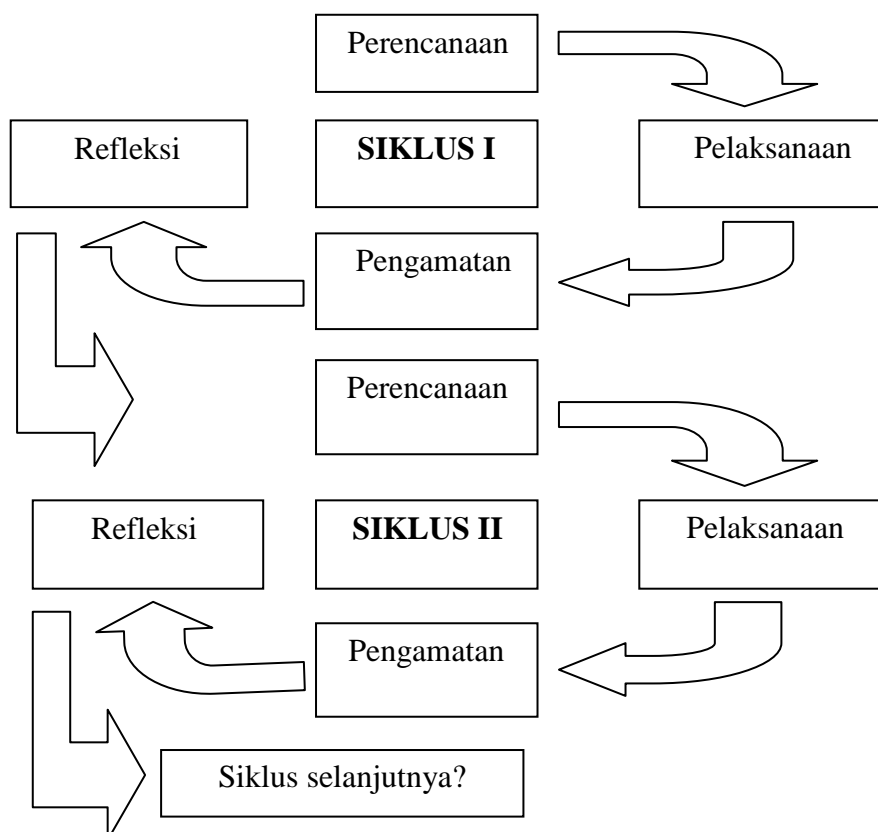 Perencanaan
Refleksi
SIKLUS I
Pelaksanaan
Pengamatan
Perencanaan
Refleksi
SIKLUS II
Pelaksanaan
Pengamatan
Siklus selanjutnya?